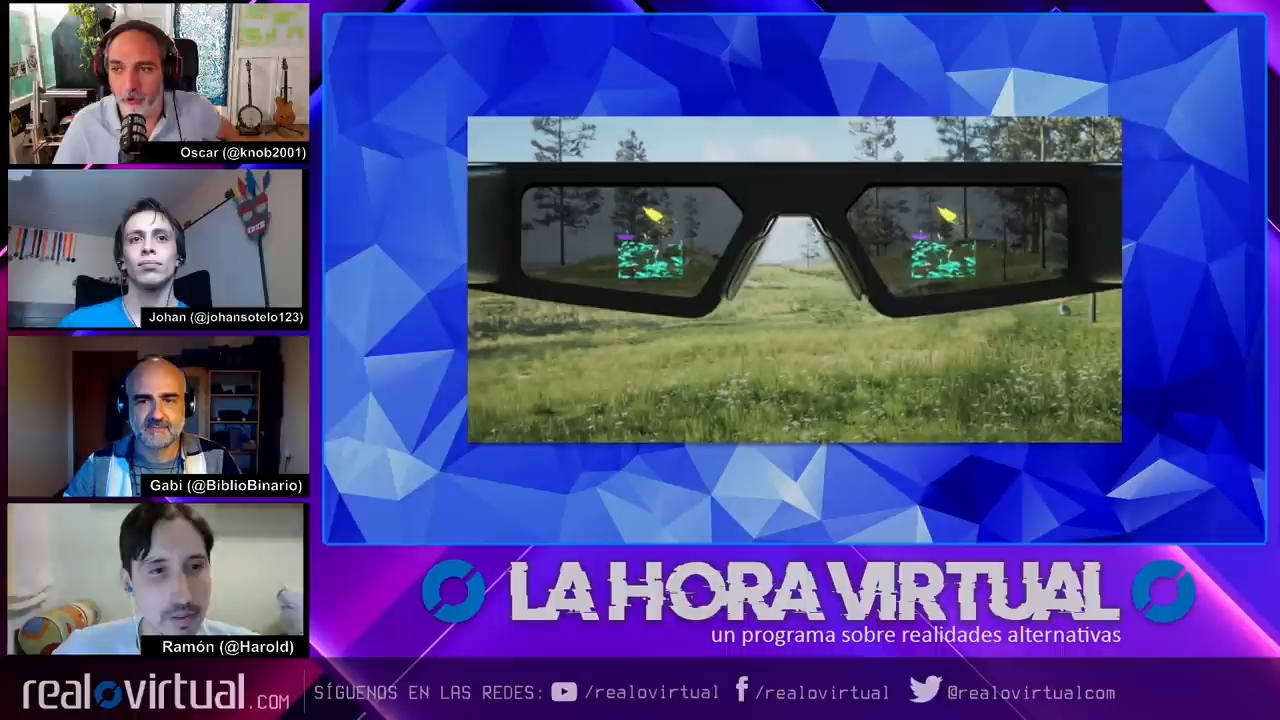 Oscar (@knob2001)
Johan (@johansotelo123)
Gabi (@BiblioBinario)
Ramón (@Harold)
LA HORA VIRTUAL
un programa sobre realidades alternativas
realovirtual.COM
SÍGUENOS EN LAS REDES: /realovirtual /realovirtual @realovirtualcom